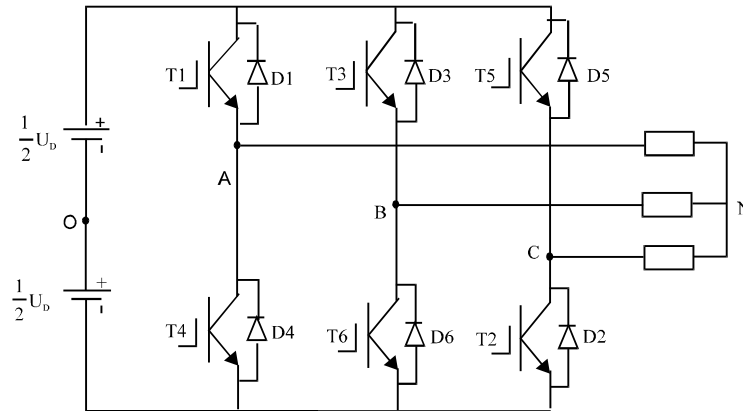 T1
D1
T3
D3
T5
D5
1/2 U_D
+
A
B
N
O
C
1/2 U_D
+
T4
D4
T6
D6
T2
D2